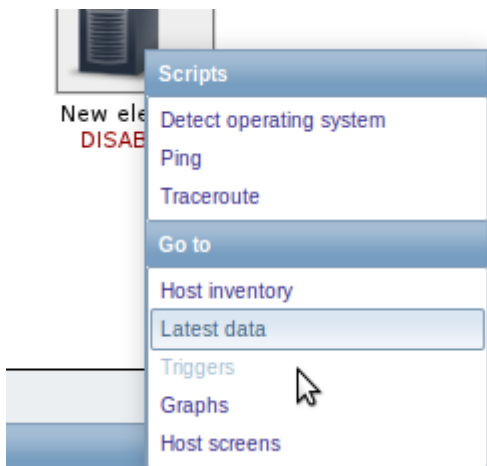 Scripts
New ele
Detect operating system
DISAB
Ping
Traceroute
Go to
Host inventory
Latest data
Triggers
Graphs
Host screens